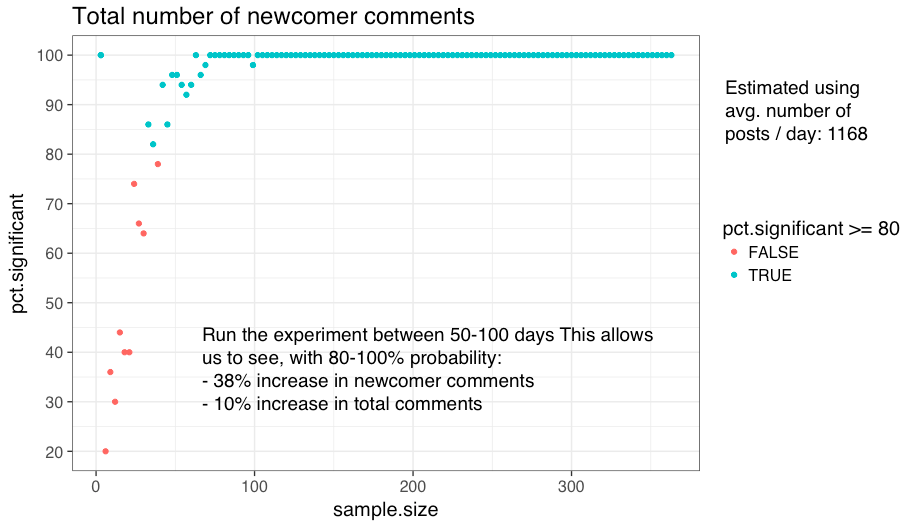 Total number of newcomer comments
pct.significant
100
90
80
70
60
50
40
30
20
0
100
200
300
sample.size
Run the experiment between 50-100 days This allows
us to see, with 80-100% probability:
- 38% increase in newcomer comments
- 10% increase in total comments
Estimated using
avg. number of
posts / day: 1168
pct.significant >= 80
FALSE
TRUE